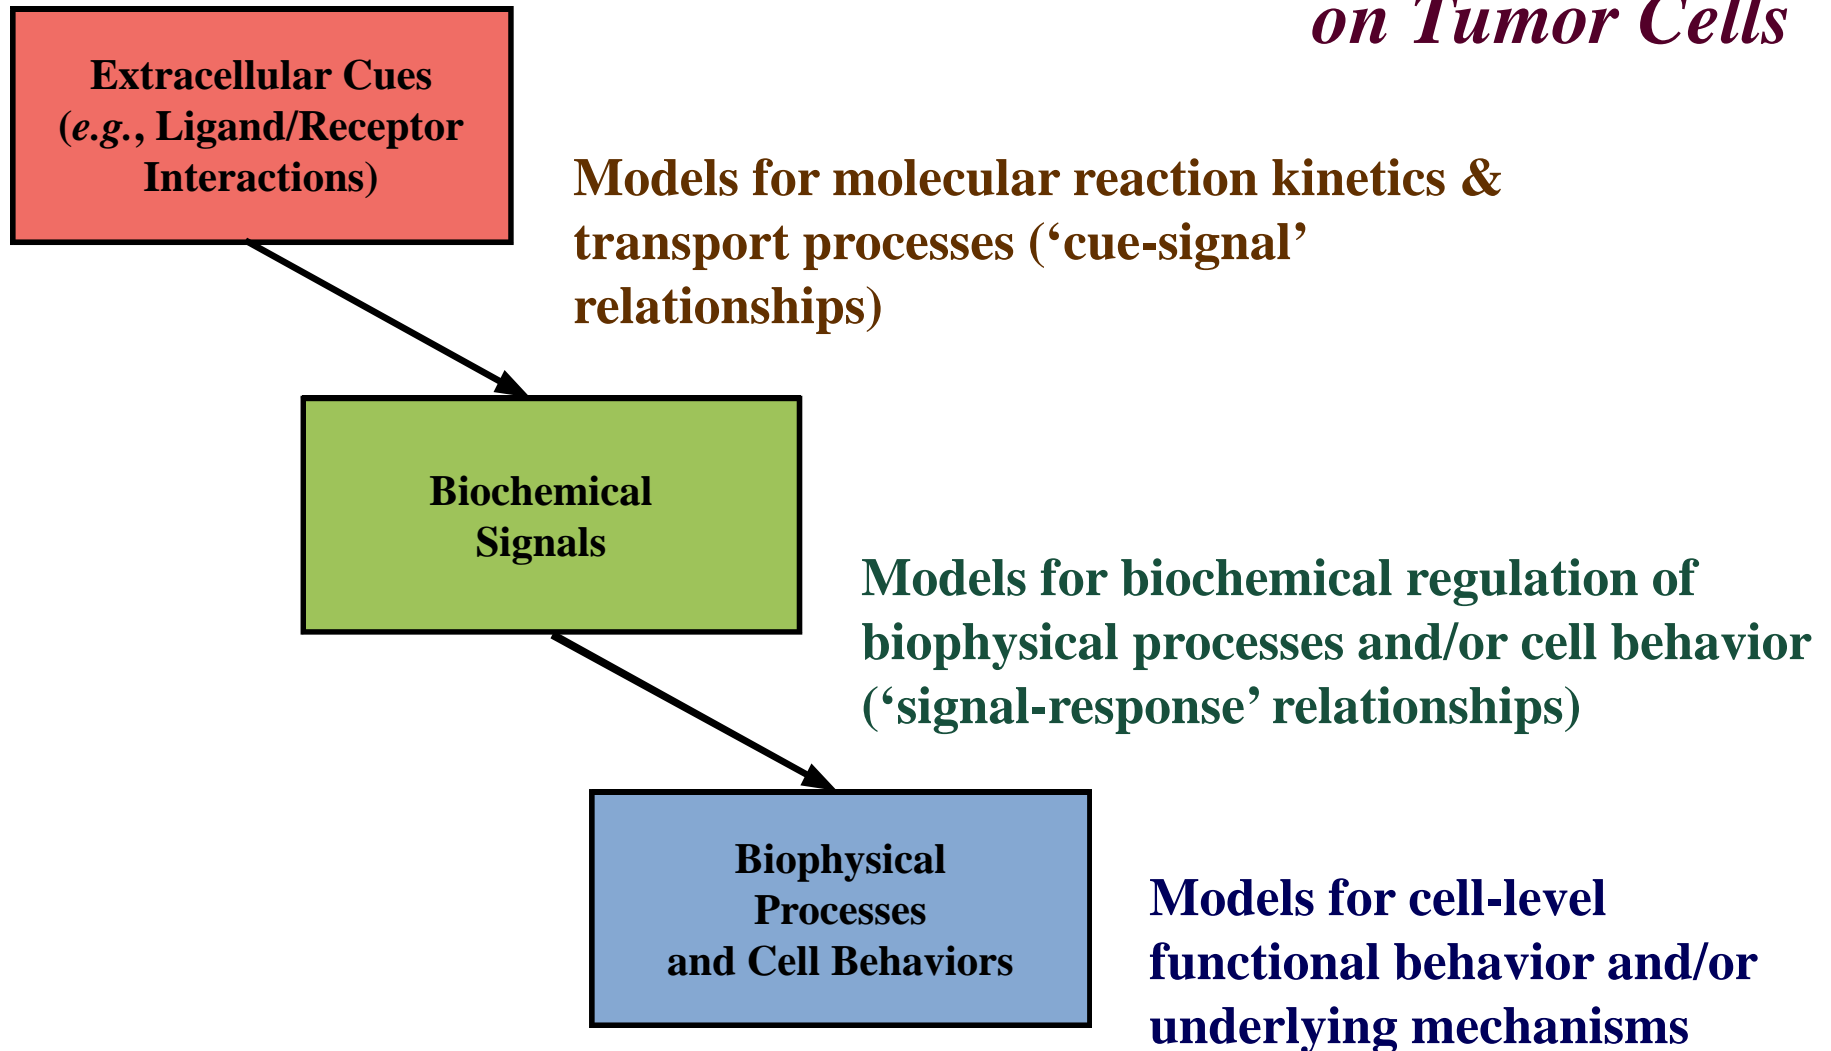 on Tumor Cells
Extracellular Cues
(e.g., Ligand/Receptor
Interactions)
Models for molecular reaction kinetics &
transport processes (‘cue-signal’
relationships)
Biochemical
Signals
Models for biochemical regulation of
biophysical processes and/or cell behavior
(‘signal-response’ relationships)
Biophysical
Processes
and Cell Behaviors
Models for cell-level
functional behavior and/or
underlying mechanisms